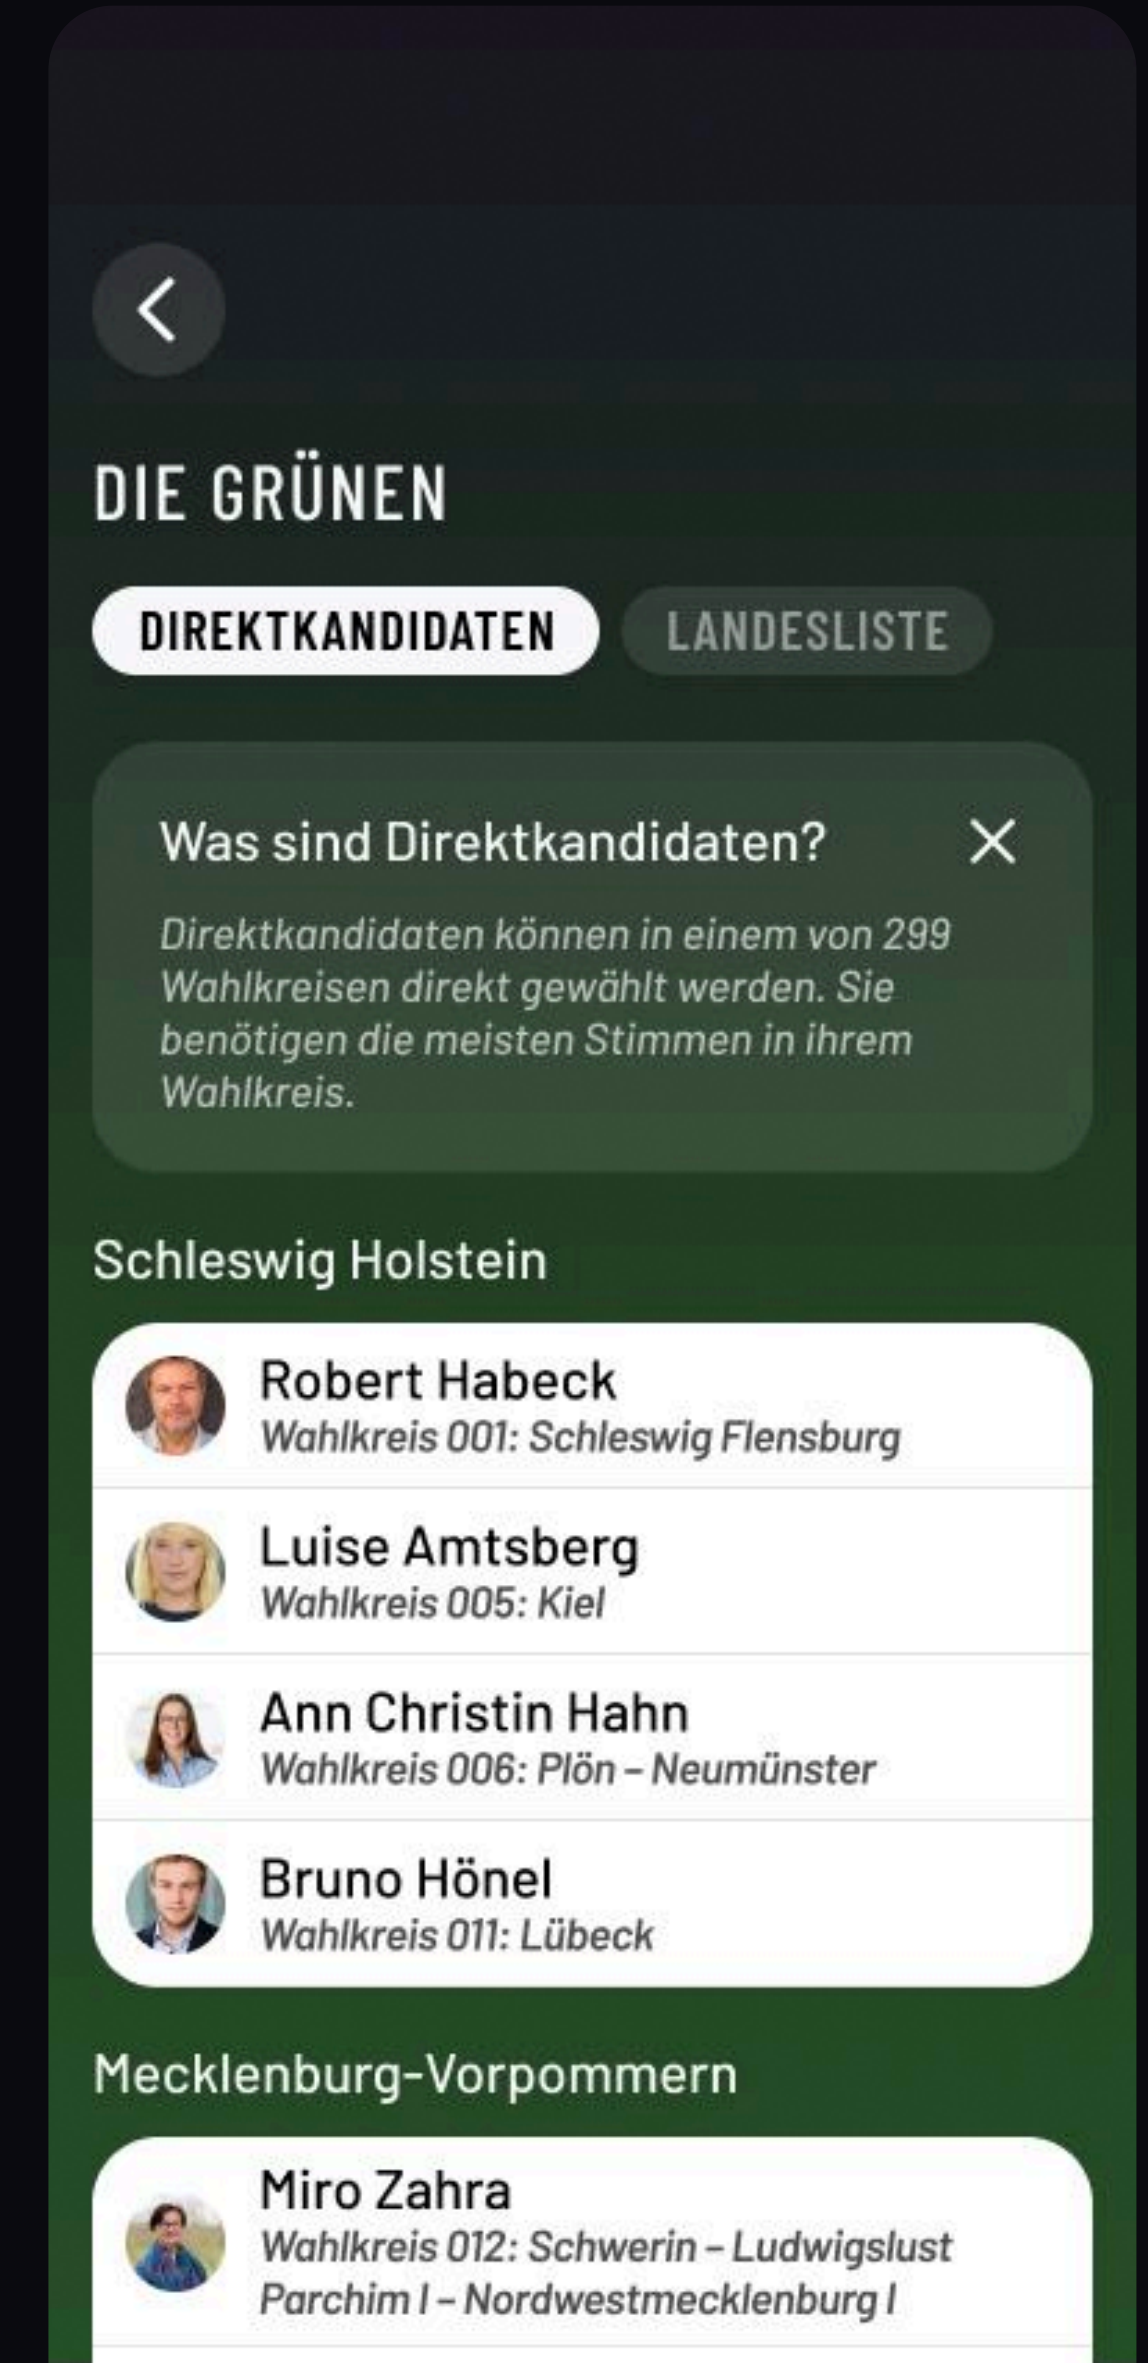 DIE GRÜNEN
DIREKTKANDIDATEN
LANDESLISTE
Was sind Direktkandidaten?
Direktkandidaten können in einem von 299
Wahlkreisen direkt gewählt werden. Sie
benötigen die meisten Stimmen in ihrem
Wahlkreis.
Schleswig Holstein
Robert Habeck
Wahlkreis 001: Schleswig Flensburg
Luise Amtsberg
Wahlkreis 005: Kiel
Ann Christin Hahn
Wahlkreis 006: Plön – Neumünster
Bruno Hönel
Wahlkreis 011: Lübeck
Mecklenburg-Vorpommern
Miro Zahra
Wahlkreis 012: Schwerin – Ludwigslust
Parchim I – Nordwestmecklenburg I